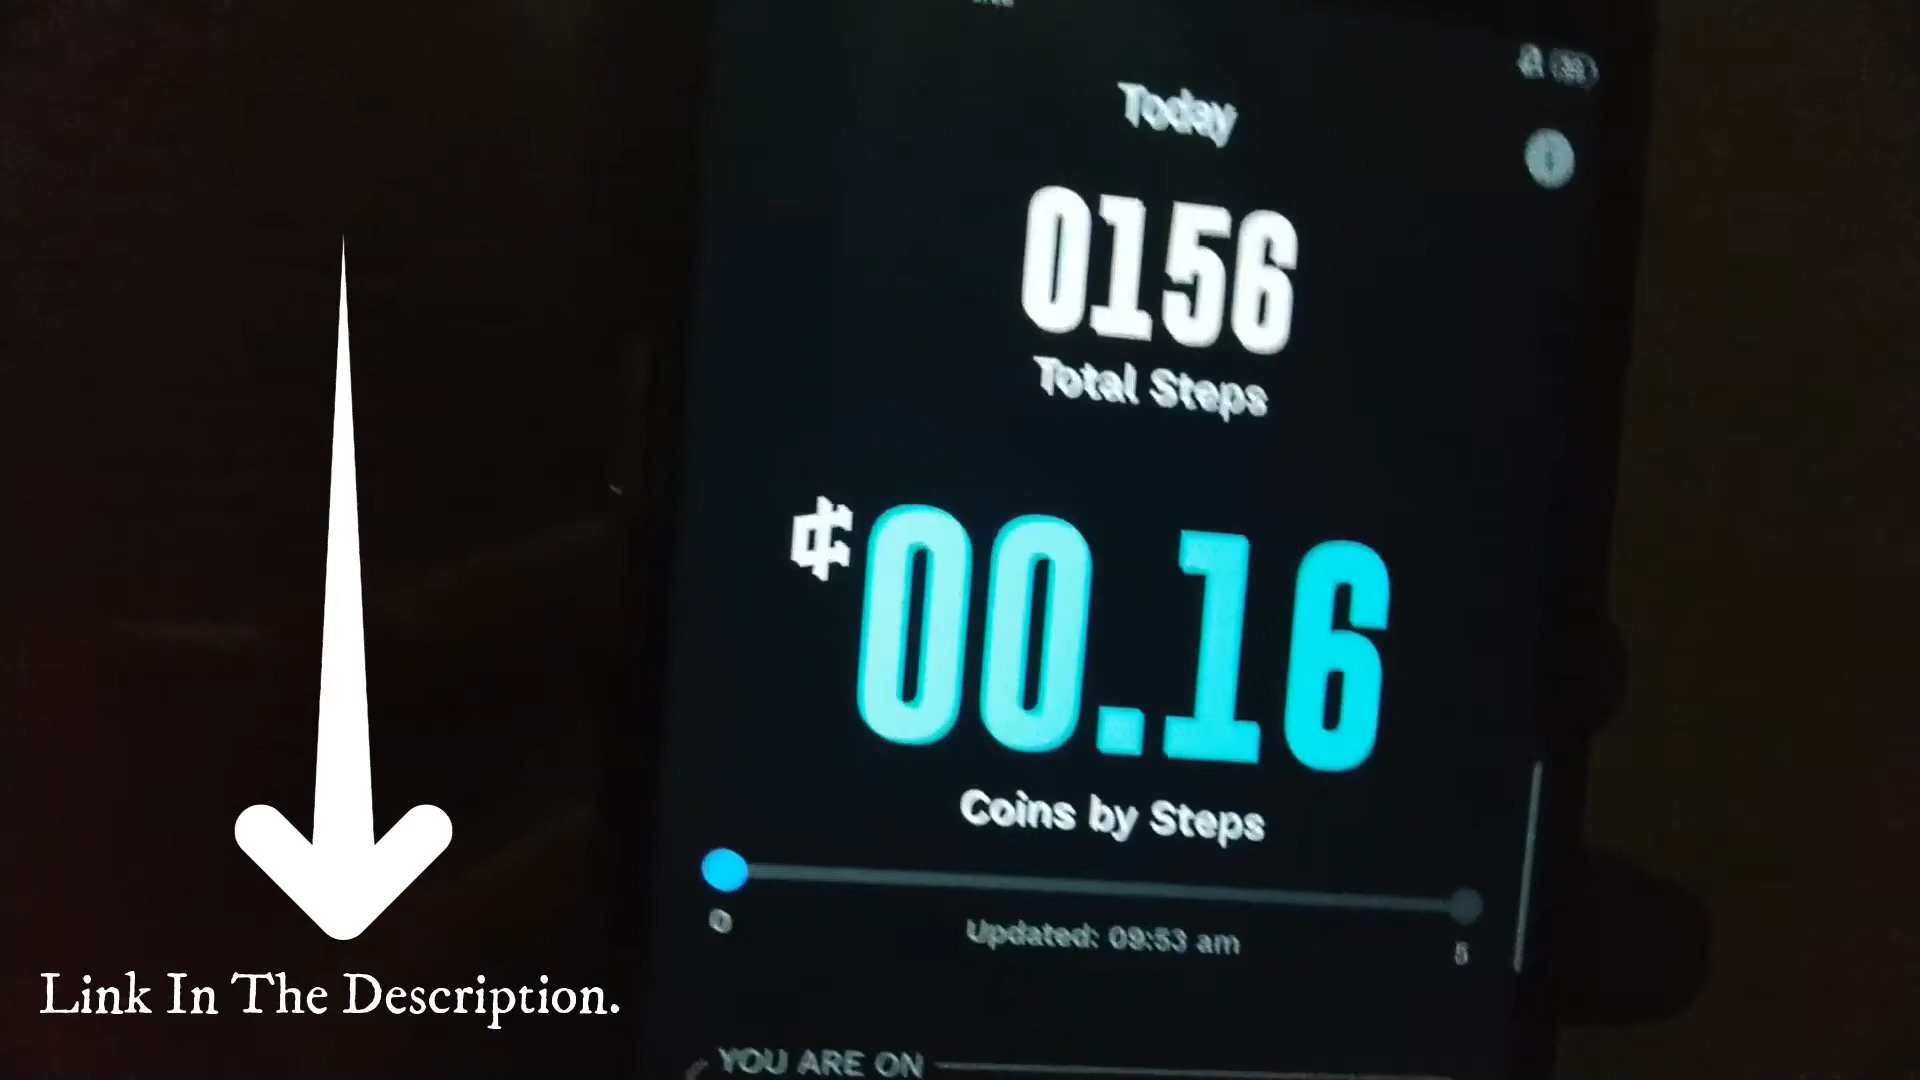 Today
0156
Total Steps
₵00.16
Coins by Steps
0
5
Updated: 09:53 am
YOU ARE ON
Link In The Description.